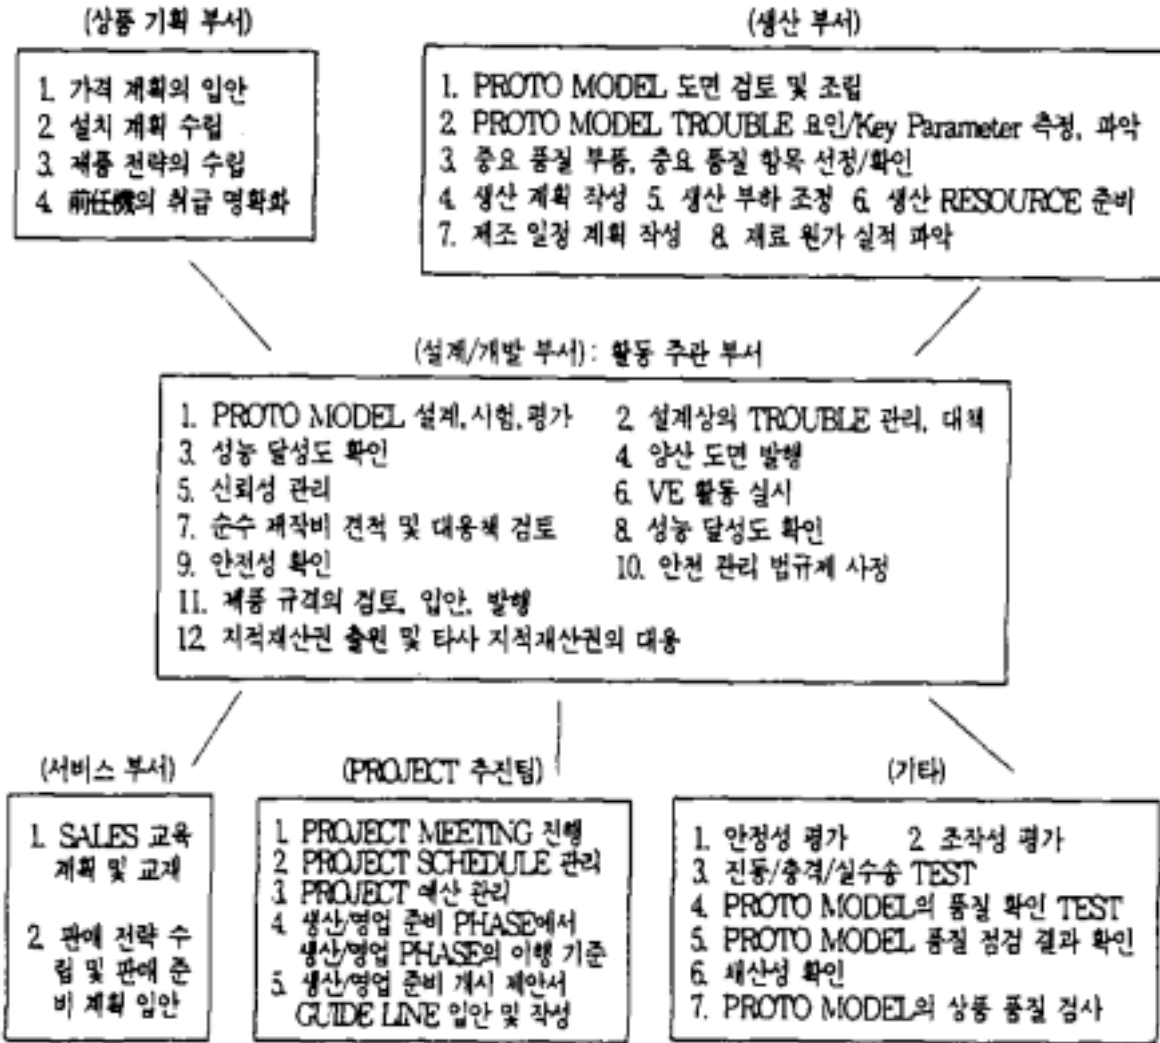 (상품 기획 부서)
1. 가격 계획의 입안
2. 설치 계획 수립
3. 제품 전략의 수립
4. 前任機의 취급 명확화
(생산 부서)
1. PROTO MODEL 도면 검토 및 조립
2. PROTO MODEL TROUBLE 요인/Key Parameter 측정, 파악
3. 중요 품질 부품, 중요 품질 항목 선정/확인
4. 생산 계획 작성 5. 생산 부하 조정 6. 생산 RESOURCE 준비
7. 제조 일정 계획 작성 8. 재료 원가 실적 파악
(설계/개발 부서) : 활동 주관 부서
1. PROTO MODEL 설계, 시험, 평가 2. 설계상의 TROUBLE 관리, 대책
3. 성능 달성도 확인 4. 양산 도면 발행
5. 신뢰성 관리 6. VE 활동 실시
7. 순수 제작비 견적 및 대응책 검토 8. 성능 달성도 확인
9. 안전성 확인 10. 안전 관리 법규제 사정
11. 제품 규격의 검토, 입안, 발행
12. 지적재산권 출원 및 타사 지적재산권의 대응
(서비스 부서)
1. SALES 교육
계획 및 교재
2. 판매 전략 수
립 및 판매 준
비 계획 입안
(PROJECT 추진팀)
1. PROJECT MEETING 진행
2. PROJECT SCHEDULE 관리
3. PROJECT 예산 관리
4. 생산/영업 준비 PHASE에서
생산/영업 PHASE의 이행 기준
5. 생산/영업 준비 개시 제안서
GUIDE LINE 입안 및 작성
(기타)
1. 안정성 평가 2. 조작성 평가
3. 진동/충격/실수송 TEST
4. PROTO MODEL의 품질 확인 TEST
5. PROTO MODEL 품질 점검 결과 확인
6. 채산성 확인
7. PROTO MODEL의 상품 품질 검사